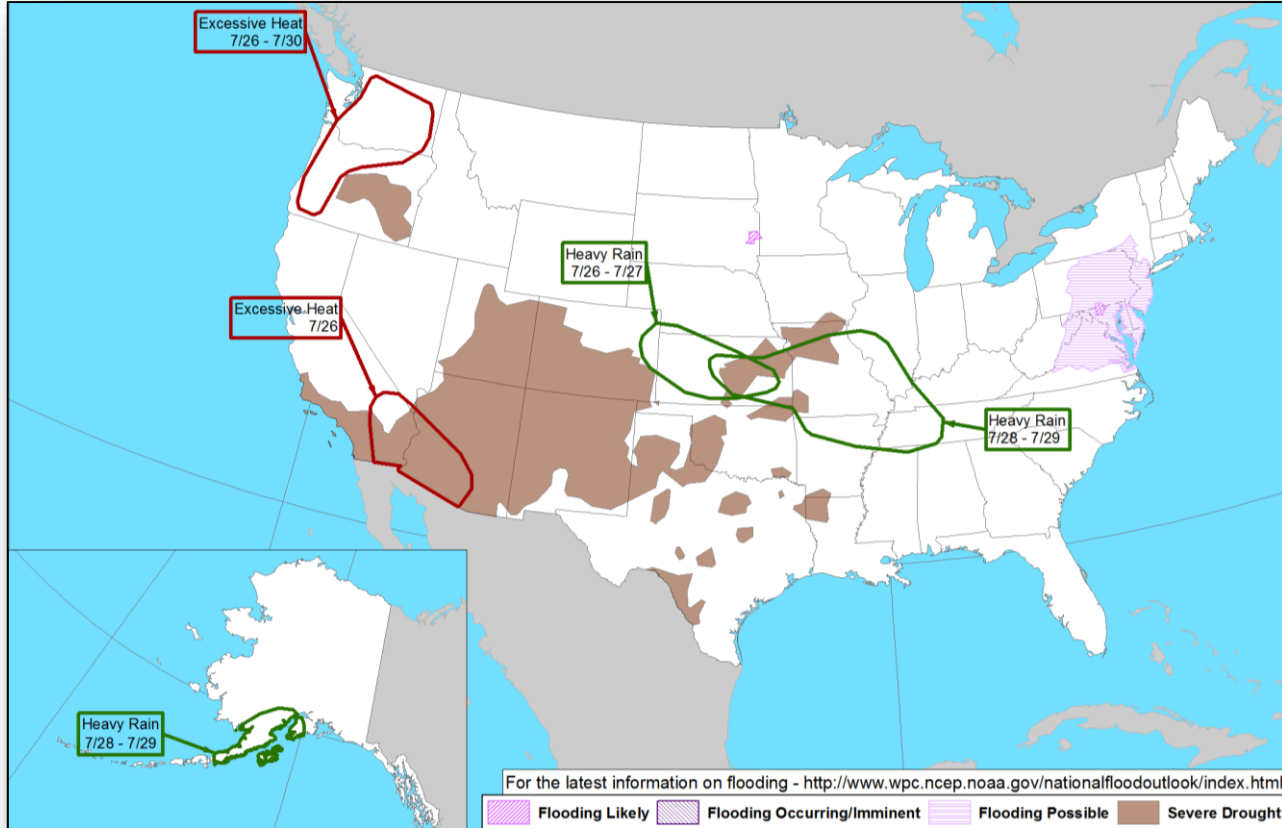 Excessive Heat
7/26 - 7/30
Heavy Rain
7/26 - 7/27
Excessive Heat
7/26
Heavy Rain
7/28 - 7/29
Heavy Rain
7/28 - 7/29
For the latest information on flooding - http://www.wpc.ncep.noaa.gov/nationalfloodoutlook/index.html
Flooding Likely Flooding Occurring/Imminent Flooding Possible Severe Drought